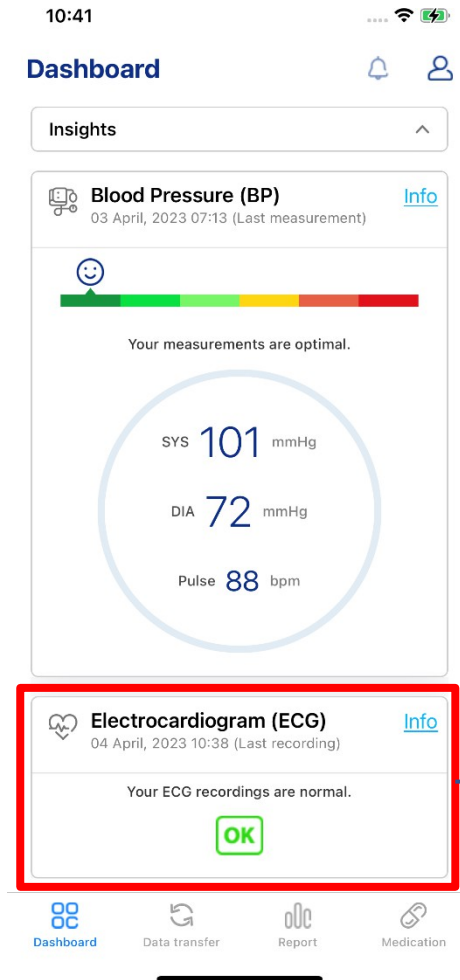 10:41
Dashboard
Insights
Blood Pressure (BP)
Info
03 April, 2023 07:13 (Last measurement)
Your measurements are optimal.
SYS 101 mmHg
DIA 72 mmHg
Pulse 88 bpm
Electrocardiogram (ECG)
Info
04 April, 2023 10:38 (Last recording)
Your ECG recordings are normal.
OK
Dashboard
Data transfer
Report
Medication